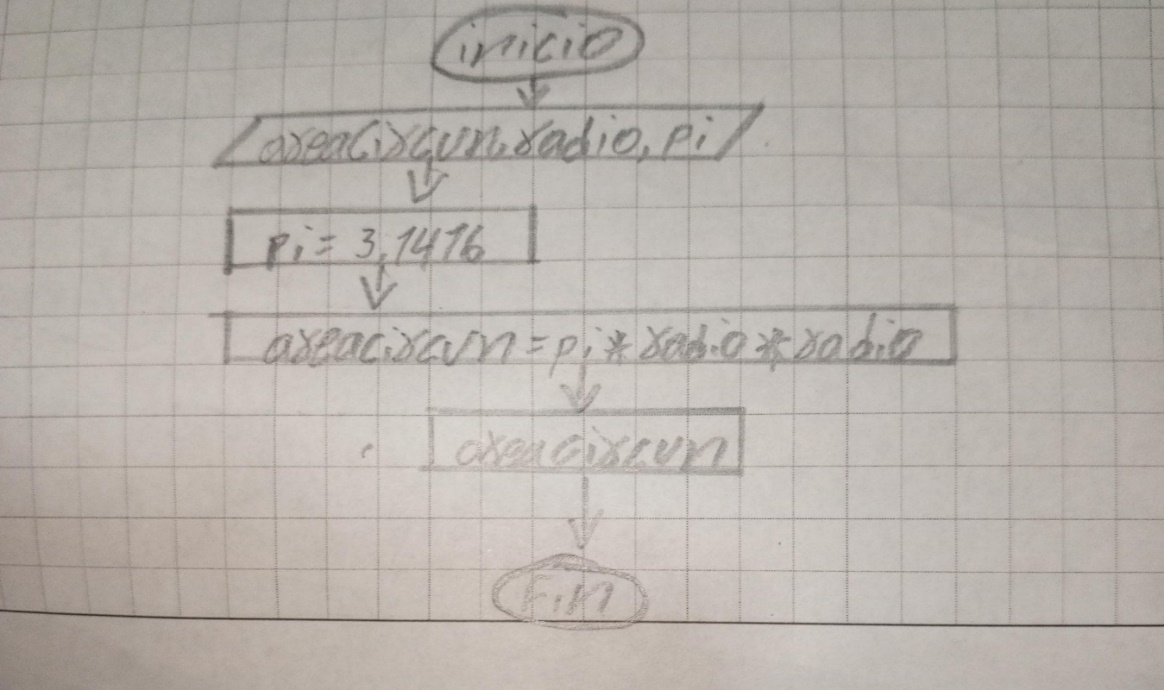 inicio
areacircun, radio, pi
pi = 3,1416
areacircun = pi * radio * radio
areacircun
Fin